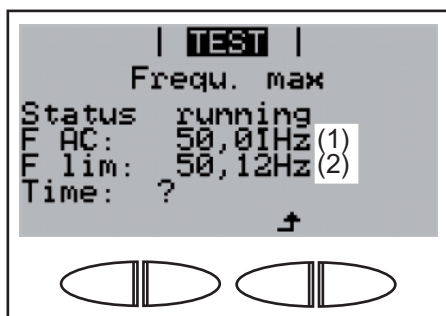 | TEST |
Frequ. max
Status running
F AC: 50,01Hz (1)
F lim: 50,12Hz (2)
Time: ?